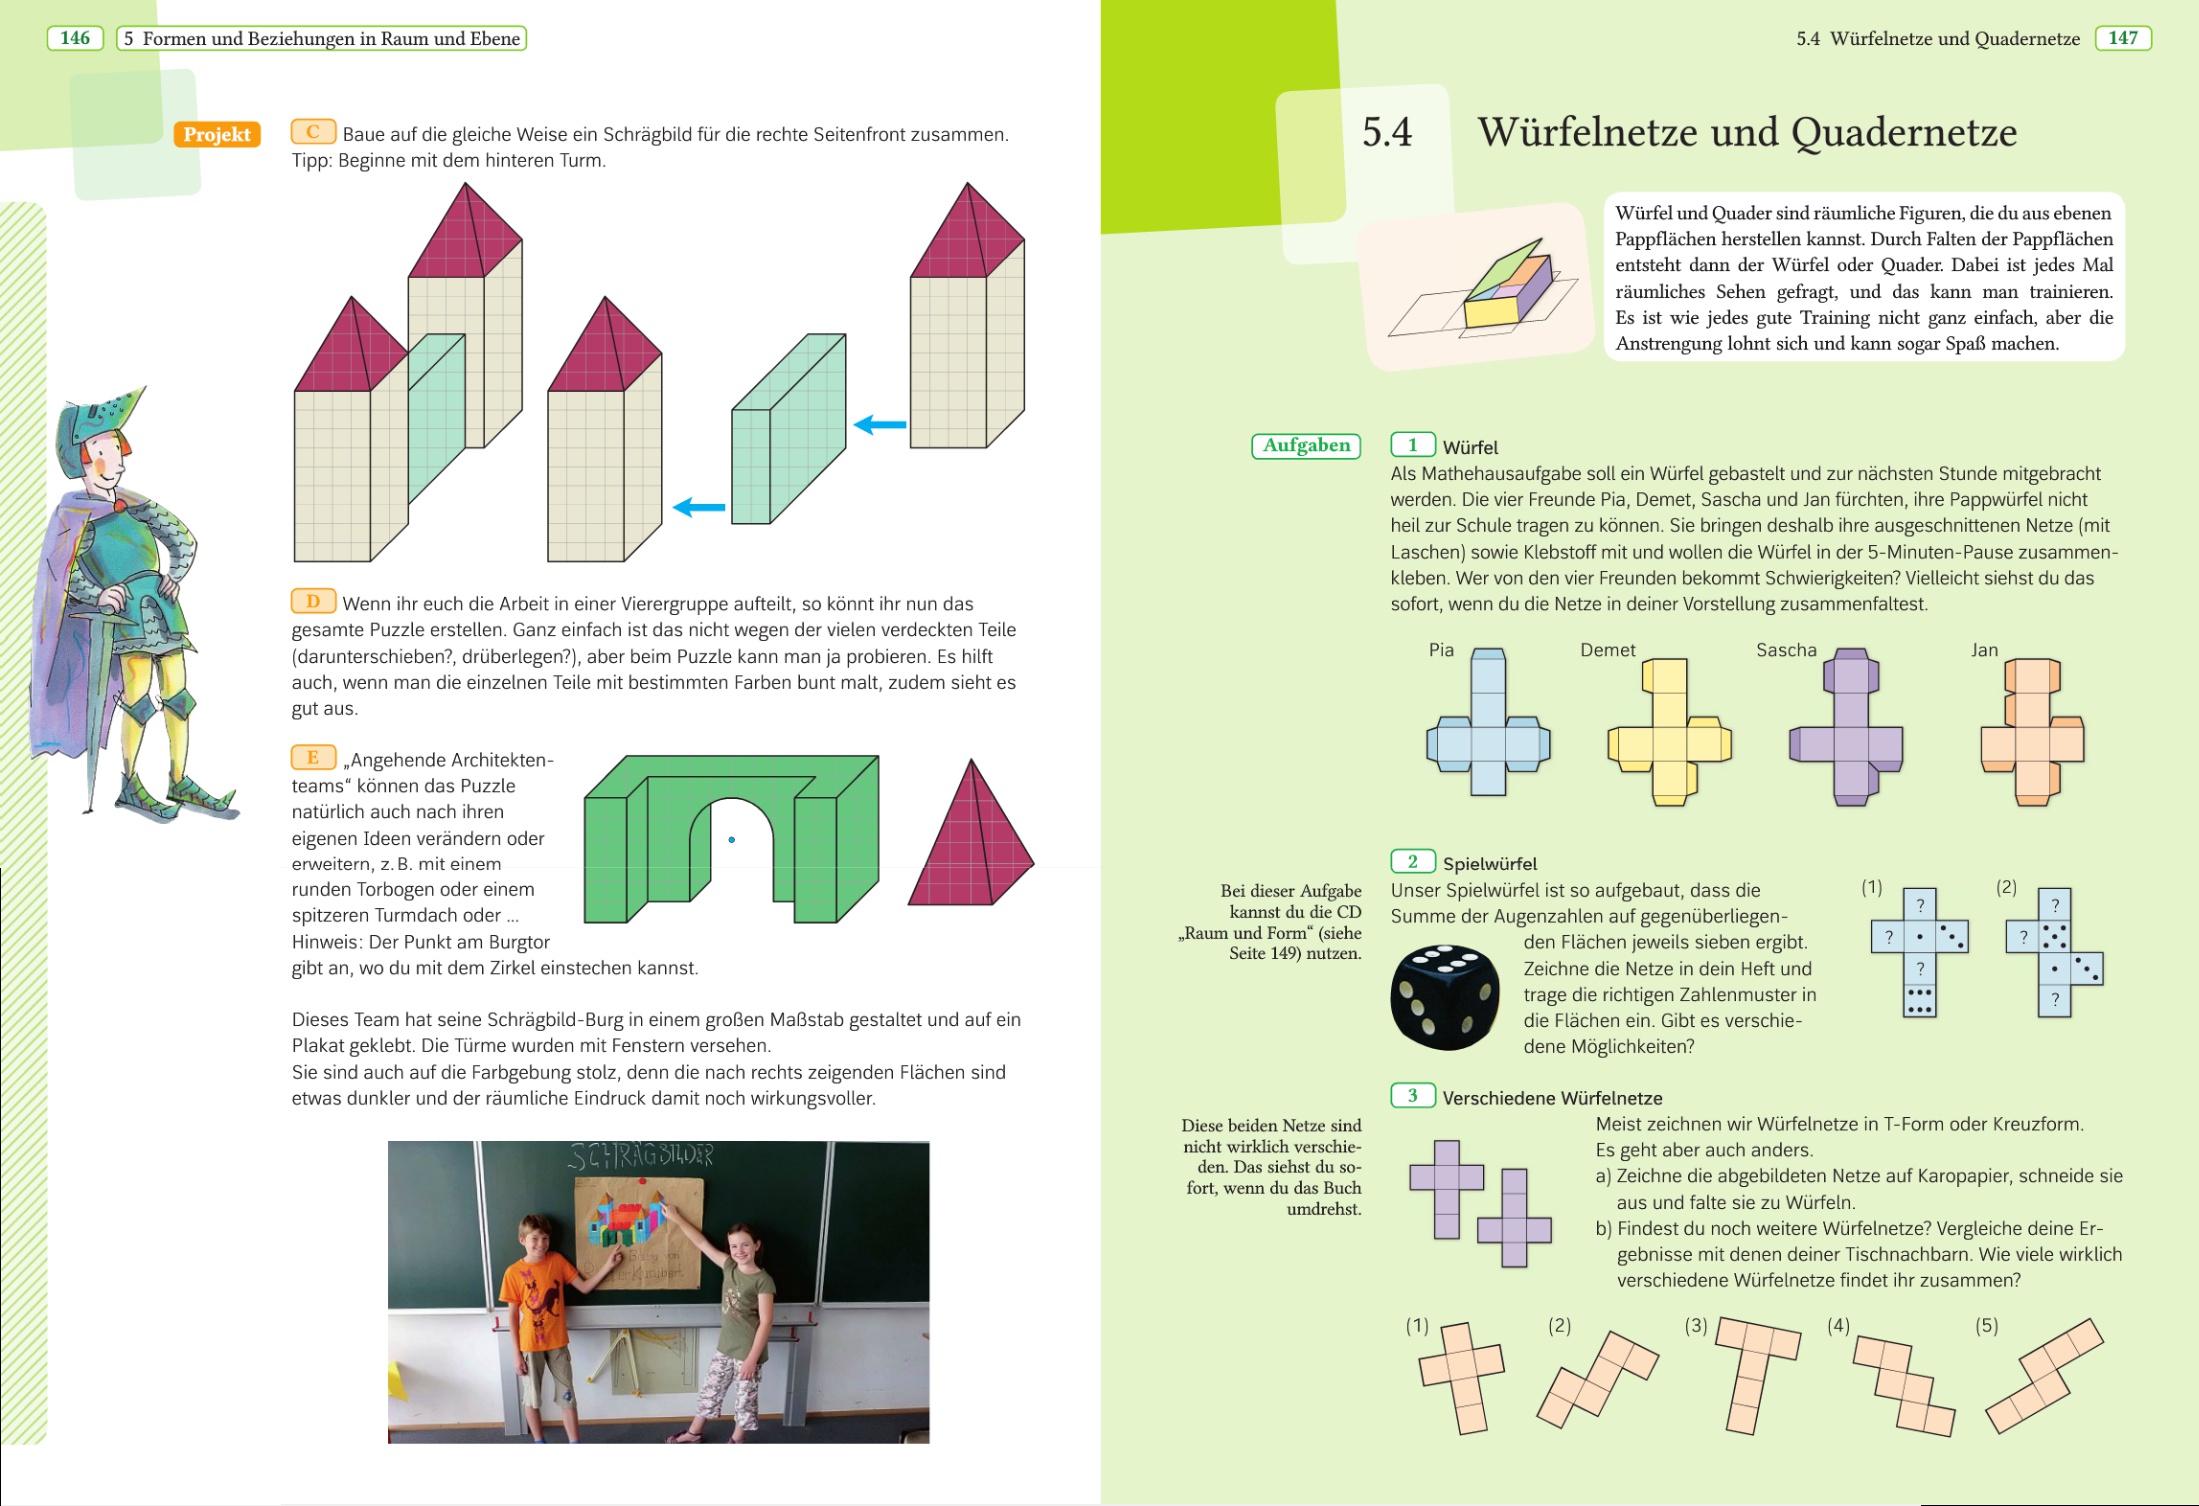 146
5 Formen und Beziehungen in Raum und Ebene
Projekt
C Baue auf die gleiche Weise ein Schrägbild für die rechte Seitenfront zusammen.
Tipp: Beginne mit dem hinteren Turm.
D Wenn ihr euch die Arbeit in einer Vierergruppe aufteilt, so könnt ihr nun das
gesamte Puzzle erstellen. Ganz einfach ist das nicht wegen der vielen verdeckten Teile
(darunterschieben?, drüberlegen?), aber beim Puzzle kann man ja probieren. Es hilft
auch, wenn man die einzelnen Teile mit bestimmten Farben bunt malt, zudem sieht es
gut aus.
E „Angehende Architekten-
teams“ können das Puzzle
natürlich auch nach ihren
eigenen Ideen verändern oder
erweitern, z. B. mit einem
runden Torbogen oder einem
spitzeren Turmdach oder ...
Hinweis: Der Punkt am Burgtor
gibt an, wo du mit dem Zirkel einstechen kannst.
Dieses Team hat seine Schrägbild-Burg in einem großen Maßstab gestaltet und auf ein
Plakat geklebt. Die Türme wurden mit Fenstern versehen.
Sie sind auch auf die Farbgebung stolz, denn die nach rechts zeigenden Flächen sind
etwas dunkler und der räumliche Eindruck damit noch wirkungsvoller.
SCHRÄGBILDER
5.4 Würfelnetze und Quadernetze
147
5.4 Würfelnetze und Quadernetze
Würfel und Quader sind räumliche Figuren, die du aus ebenen
Pappflächen herstellen kannst. Durch Falten der Pappflächen
entsteht dann der Würfel oder Quader. Dabei ist jedes Mal
räumliches Sehen gefragt, und das kann man trainieren.
Es ist wie jedes gute Training nicht ganz einfach, aber die
Anstrengung lohnt sich und kann sogar Spaß machen.
Aufgaben
1 Würfel
Als Mathehausaufgabe soll ein Würfel gebastelt und zur nächsten Stunde mitgebracht
werden. Die vier Freunde Pia, Demet, Sascha und Jan fürchten, ihre Pappwürfel nicht
heil zur Schule tragen zu können. Sie bringen deshalb ihre ausgeschnittenen Netze (mit
Laschen) sowie Klebstoff mit und wollen die Würfel in der 5-Minuten-Pause zusammen-
kleben. Wer von den vier Freunden bekommt Schwierigkeiten? Vielleicht siehst du das
sofort, wenn du die Netze in deiner Vorstellung zusammenfaltest.
Pia
Demet
Sascha
Jan
2 Spielwürfel
Bei dieser Aufgabe
kannst du die CD
„Raum und Form“ (siehe
Seite 149) nutzen.
Unser Spielwürfel ist so aufgebaut, dass die
Summe der Augenzahlen auf gegenüberliegen-
den Flächen jeweils sieben ergibt.
Zeichne die Netze in dein Heft und
trage die richtigen Zahlenmuster in
die Flächen ein. Gibt es verschie-
dene Möglichkeiten?
(1)
?
?
?
(2)
?
?
?
3 Verschiedene Würfelnetze
Diese beiden Netze sind
nicht wirklich verschie-
den. Das siehst du so-
fort, wenn du das Buch
umdrehst.
Meist zeichnen wir Würfelnetze in T-Form oder Kreuzform.
Es geht aber auch anders.
a) Zeichne die abgebildeten Netze auf Karopapier, schneide sie
aus und falte sie zu Würfeln.
b) Findest du noch weitere Würfelnetze? Vergleiche deine Er-
gebnisse mit denen deiner Tischnachbarn. Wie viele wirklich
verschiedene Würfelnetze findet ihr zusammen?
(1)
(2)
(3)
(4)
(5)